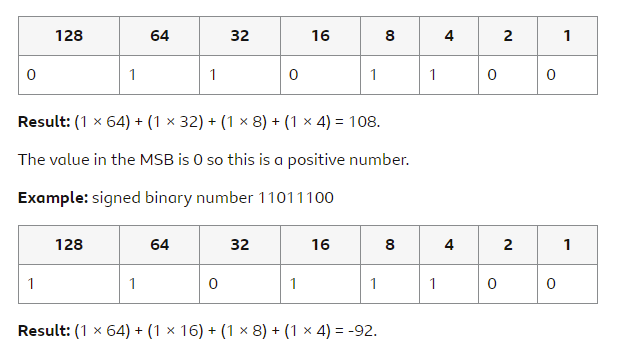 128 64 32 16 8 4 2 1
0 1 1 0 1 1 0 0
Result: (1 × 64) + (1 × 32) + (1 × 8) + (1 × 4) = 108.
The value in the MSB is 0 so this is a positive number.
Example: signed binary number 11011100
128 64 32 16 8 4 2 1
1 1 0 1 1 1 0 0
Result: (1 × 64) + (1 × 16) + (1 × 8) + (1 × 4) = -92.